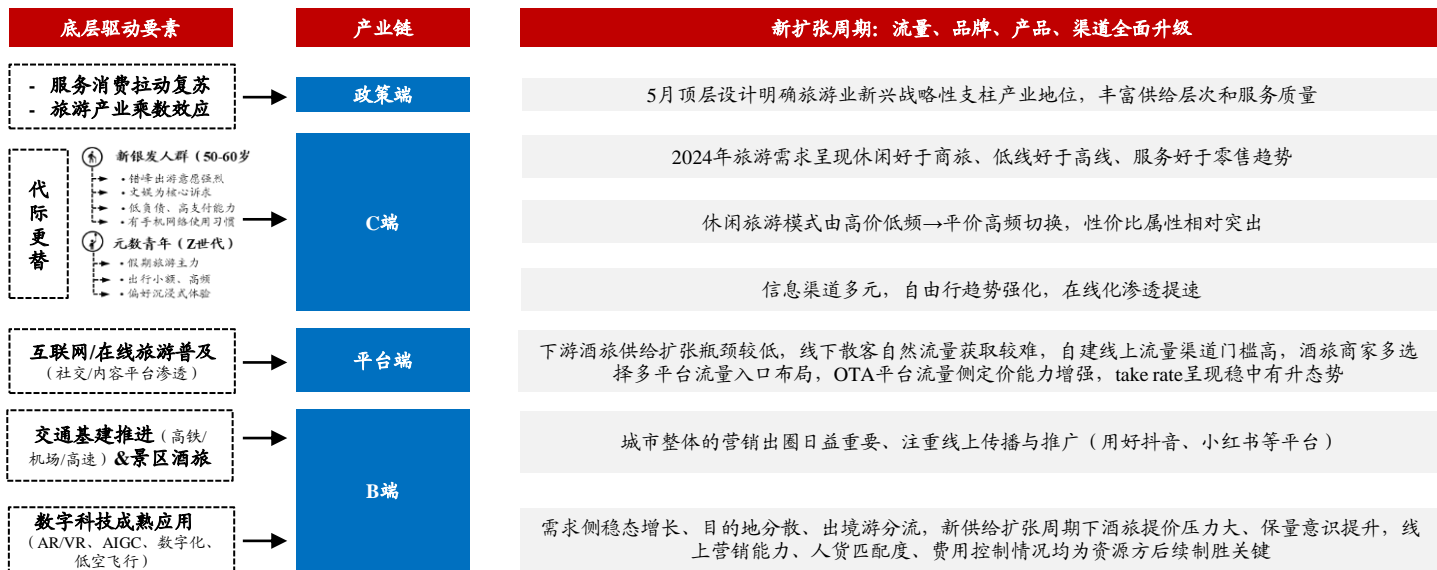 底层驱动要素
产业链
新扩张周期：流量、品牌、产品、渠道全面升级
- 服务消费拉动复苏
- 旅游产业乘数效应
政策端
5月顶层设计明确旅游业新兴战略性支柱产业地位，丰富供给层次和服务质量
代际更替
新银发人群（50-60岁
•错峰出游意愿强烈
•文娱为核心诉求
•低负债、高支付能力
•有手机网络使用习惯
元数青年（Z世代）
•假期旅游主力
•出行小额、高频
•偏好沉浸式体验
C端
2024年旅游需求呈现休闲好于商旅、低线好于高线、服务好于零售趋势
休闲旅游模式由高价低频→平价高频切换，性价比属性相对突出
信息渠道多元，自由行趋势强化，在线化渗透提速
互联网/在线旅游普及
（社交/内容平台渗透）
平台端
下游酒旅供给扩张瓶颈较低，线下散客自然流量获取较难，自建线上流量渠道门槛高，酒旅商家多选
择多平台流量入口布局，OTA平台流量侧定价能力增强，take rate呈现稳中有升态势
交通基建推进（高铁/
机场/高速）&景区酒旅
B端
城市整体的营销出圈日益重要、注重线上传播与推广（用好抖音、小红书等平台）
数字科技成熟应用
（AR/VR、AIGC、数字化、
低空飞行）
需求侧稳态增长、目的地分散、出境游分流，新供给扩张周期下酒旅提价压力大、保量意识提升，线
上营销能力、人货匹配度、费用控制情况均为资源方后续制胜关键